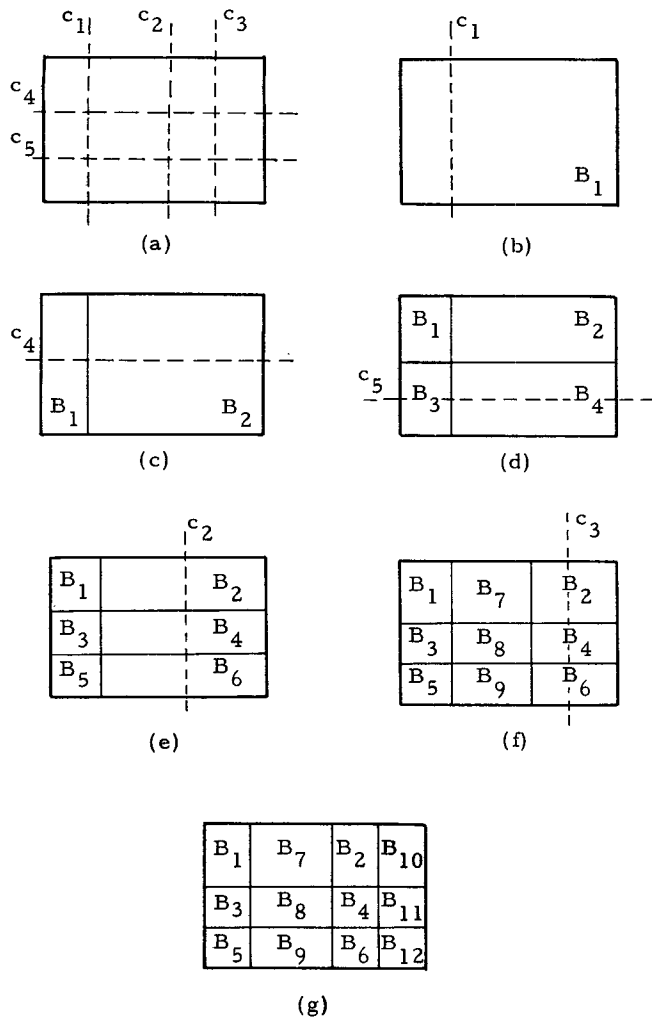 c1 c2 c3
c4
c5
(a)
c1
B1
(b)
c4
B1 B2
(c)
B1 B2
c5 B3 B4
(d)
c2
B1 B2
B3 B4
B5 B6
(e)
c3
B1 B7 B2
B3 B8 B4
B5 B9 B6
(f)
B1 B7 B2 B10
B3 B8 B4 B11
B5 B9 B6 B12
(g)